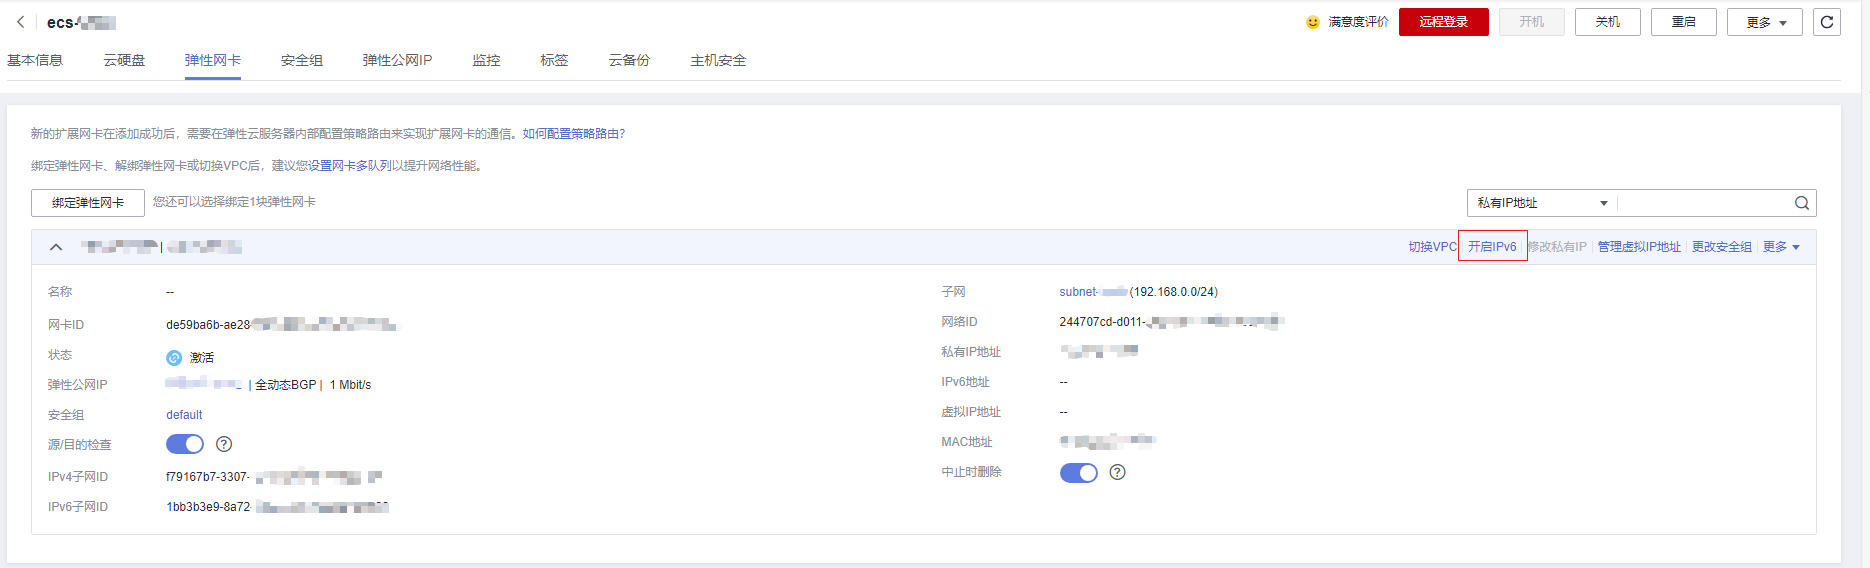 ecs-
满意度评价 远程登录 开机 关机 重启 更多
基本信息 云硬盘 弹性网卡 安全组 弹性公网IP 监控 标签 云备份 主机安全
新的扩展网卡在添加成功后，需要在弹性云服务器内部配置策略路由来实现扩展网卡的通信。如何配置策略路由？
绑定弹性网卡、解绑弹性网卡或切换VPC后，建议您设置网卡多队列以提升网络性能。
绑定弹性网卡 您还可以选择绑定1块弹性网卡 私有IP地址
| 切换VPC 开启IPv6 修改私有IP 管理虚拟IP地址 更改安全组 更多
名称 --
网卡ID de59ba6b-ae28
状态 激活
弹性公网IP | 全动态BGP | 1 Mbit/s
安全组 default
源/目的检查
IPv4子网ID f79167b7-3307-
IPv6子网ID 1bb3b3e9-8a72
子网 subnet- (192.168.0.0/24)
网络ID 244707cd-d011-
私有IP地址
IPv6地址 --
虚拟IP地址 --
MAC地址
中止时删除